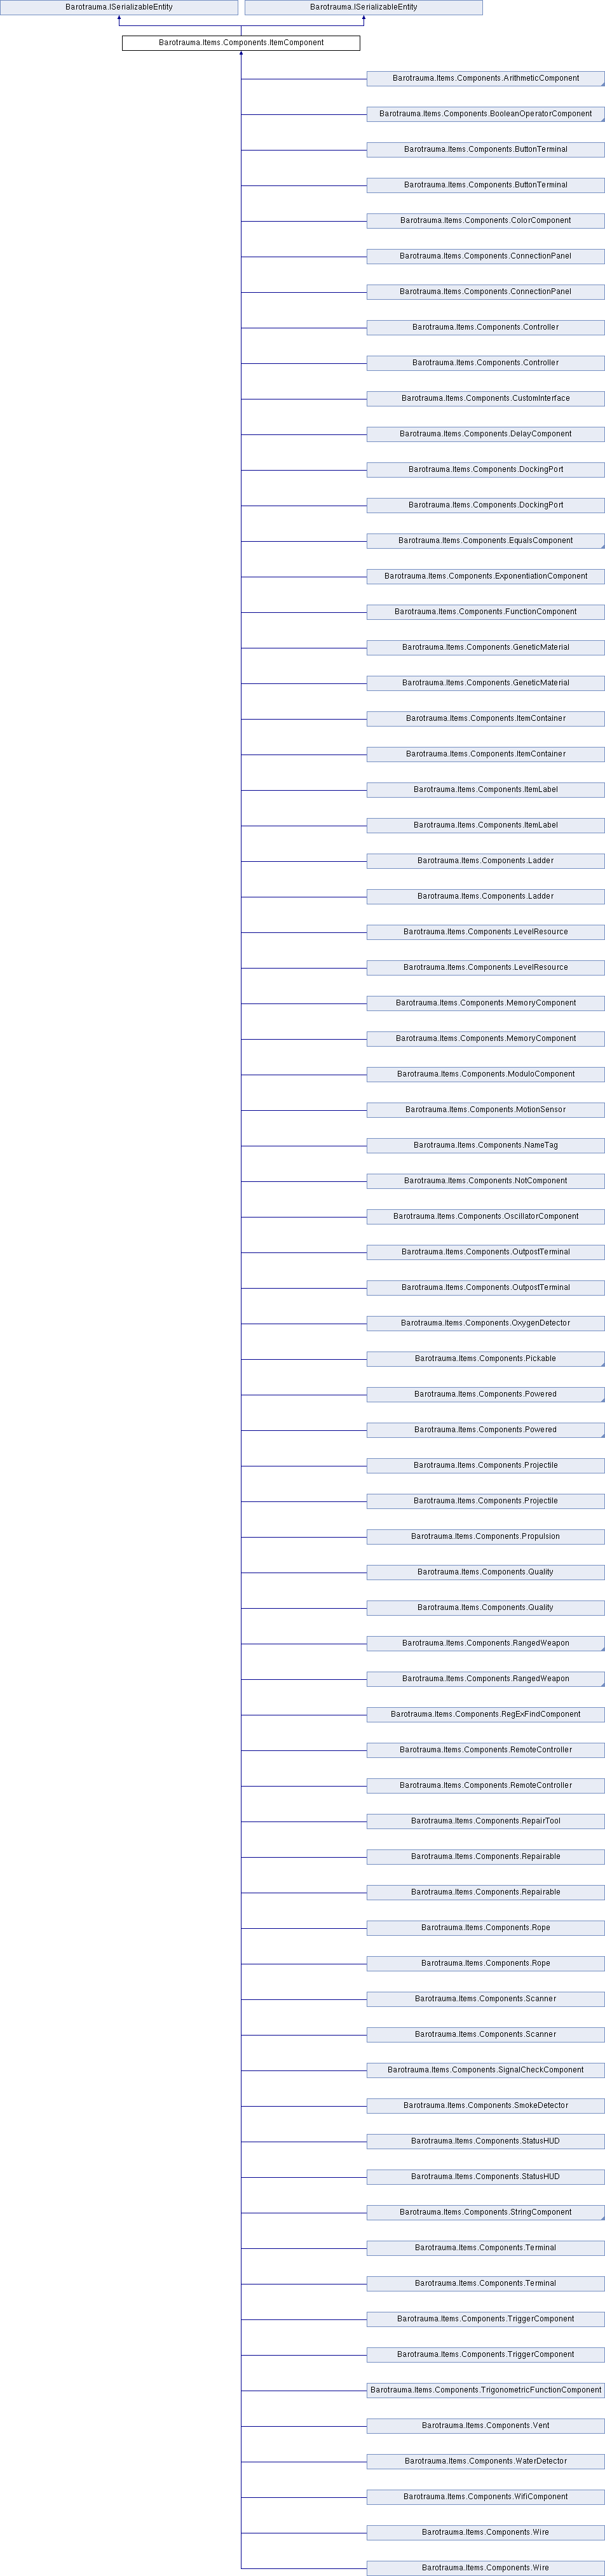 Barotrauma.ISerializableEntity
Barotrauma.ISerializableEntity
Barotrauma.Items.Components.ItemComponent
Barotrauma.Items.Components.ArithmeticComponent
Barotrauma.Items.Components.BooleanOperatorComponent
Barotrauma.Items.Components.ButtonTerminal
Barotrauma.Items.Components.ButtonTerminal
Barotrauma.Items.Components.ColorComponent
Barotrauma.Items.Components.ConnectionPanel
Barotrauma.Items.Components.ConnectionPanel
Barotrauma.Items.Components.Controller
Barotrauma.Items.Components.Controller
Barotrauma.Items.Components.CustomInterface
Barotrauma.Items.Components.DelayComponent
Barotrauma.Items.Components.DockingPort
Barotrauma.Items.Components.DockingPort
Barotrauma.Items.Components.EqualsComponent
Barotrauma.Items.Components.ExponentiationComponent
Barotrauma.Items.Components.FunctionComponent
Barotrauma.Items.Components.GeneticMaterial
Barotrauma.Items.Components.GeneticMaterial
Barotrauma.Items.Components.ItemContainer
Barotrauma.Items.Components.ItemContainer
Barotrauma.Items.Components.ItemLabel
Barotrauma.Items.Components.ItemLabel
Barotrauma.Items.Components.Ladder
Barotrauma.Items.Components.Ladder
Barotrauma.Items.Components.LevelResource
Barotrauma.Items.Components.LevelResource
Barotrauma.Items.Components.MemoryComponent
Barotrauma.Items.Components.MemoryComponent
Barotrauma.Items.Components.ModuloComponent
Barotrauma.Items.Components.MotionSensor
Barotrauma.Items.Components.NameTag
Barotrauma.Items.Components.NotComponent
Barotrauma.Items.Components.OscillatorComponent
Barotrauma.Items.Components.OutpostTerminal
Barotrauma.Items.Components.OutpostTerminal
Barotrauma.Items.Components.OxygenDetector
Barotrauma.Items.Components.Pickable
Barotrauma.Items.Components.Powered
Barotrauma.Items.Components.Powered
Barotrauma.Items.Components.Projectile
Barotrauma.Items.Components.Projectile
Barotrauma.Items.Components.Propulsion
Barotrauma.Items.Components.Quality
Barotrauma.Items.Components.Quality
Barotrauma.Items.Components.RangedWeapon
Barotrauma.Items.Components.RangedWeapon
Barotrauma.Items.Components.RegExFindComponent
Barotrauma.Items.Components.RemoteController
Barotrauma.Items.Components.RemoteController
Barotrauma.Items.Components.RepairTool
Barotrauma.Items.Components.Repairable
Barotrauma.Items.Components.Repairable
Barotrauma.Items.Components.Rope
Barotrauma.Items.Components.Rope
Barotrauma.Items.Components.Scanner
Barotrauma.Items.Components.Scanner
Barotrauma.Items.Components.SignalCheckComponent
Barotrauma.Items.Components.SmokeDetector
Barotrauma.Items.Components.StatusHUD
Barotrauma.Items.Components.StatusHUD
Barotrauma.Items.Components.StringComponent
Barotrauma.Items.Components.Terminal
Barotrauma.Items.Components.Terminal
Barotrauma.Items.Components.TriggerComponent
Barotrauma.Items.Components.TriggerComponent
Barotrauma.Items.Components.TrigonometricFunctionComponent
Barotrauma.Items.Components.Vent
Barotrauma.Items.Components.WaterDetector
Barotrauma.Items.Components.WifiComponent
Barotrauma.Items.Components.Wire
Barotrauma.Items.Components.Wire